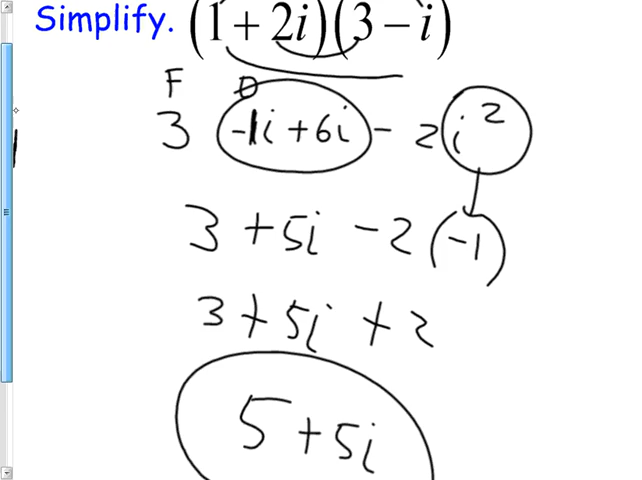 Simplify. (1 + 2i)(3 − i)
F O
3 -1i + 6i - 2i²
3 + 5i - 2(-1)
3 + 5i + 2
5 + 5i